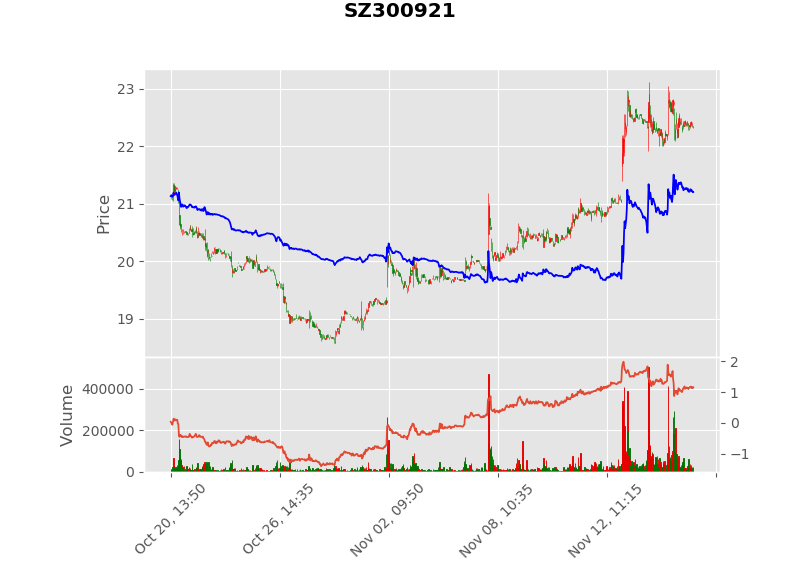 SZ300921
23
22
21
20
19
Price
400000
200000
0
Volume
2
1
0
−1
Oct 20, 13:50
Oct 26, 14:35
Nov 02, 09:50
Nov 08, 10:35
Nov 12, 11:15